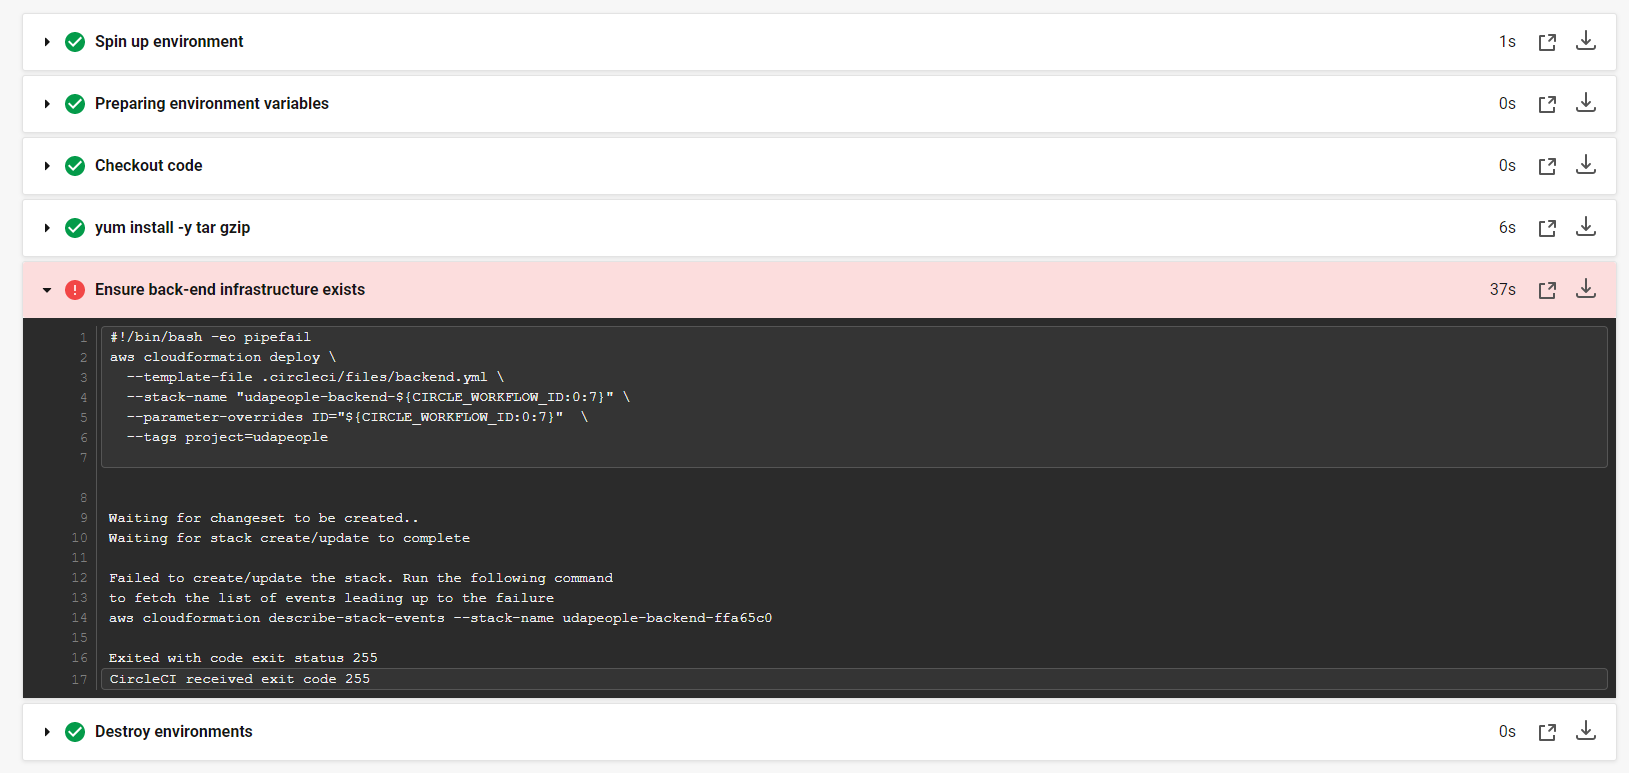 Spin up environment 1s
Preparing environment variables 0s
Checkout code 0s
yum install -y tar gzip 6s
Ensure back-end infrastructure exists 37s
1 #!/bin/bash -eo pipefail
2 aws cloudformation deploy \
3 --template-file .circleci/files/backend.yml \
4 --stack-name "udapeople-backend-${CIRCLE_WORKFLOW_ID:0:7}" \
5 --parameter-overrides ID="${CIRCLE_WORKFLOW_ID:0:7}"  \
6 --tags project=udapeople
7
8
9 Waiting for changeset to be created..
10 Waiting for stack create/update to complete
11
12 Failed to create/update the stack. Run the following command
13 to fetch the list of events leading up to the failure
14 aws cloudformation describe-stack-events --stack-name udapeople-backend-ffa65c0
15
16 Exited with code exit status 255
17 CircleCI received exit code 255
Destroy environments 0s